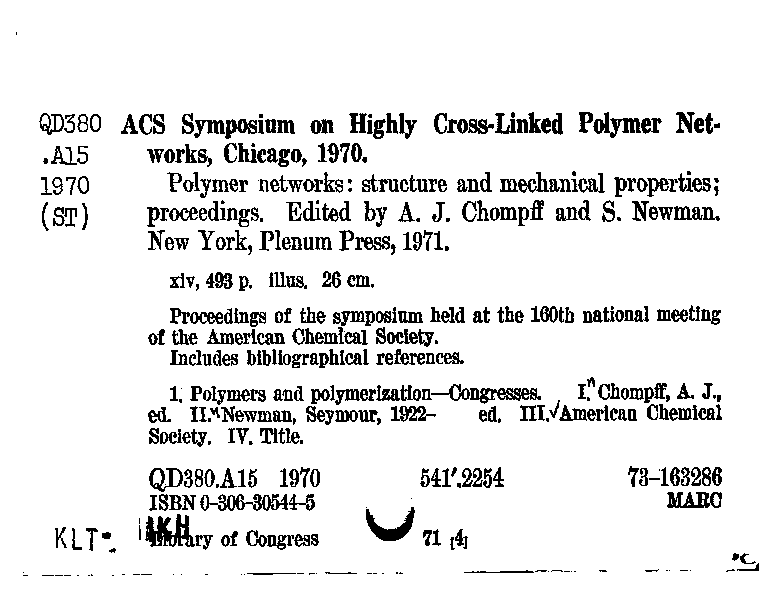 QD380 ACS Symposium on Highly Cross-Linked Polymer Net-
.A15 works, Chicago, 1970.
1970 Polymer networks: structure and mechanical properties;
(ST) proceedings. Edited by A. J. Chompff and S. Newman.
New York, Plenum Press, 1971.
xiv, 493 p. illus. 26 cm.
Proceedings of the symposium held at the 160th national meeting
of the American Chemical Society.
Includes bibliographical references.
1. Polymers and polymerization—Congresses. I. Chompff, A. J.,
ed. II. Newman, Seymour, 1922– ed. III. American Chemical
Society. IV. Title.
QD380.A15 1970 541'.2254 73-163286
ISBN 0-306-30544-5 MARC
KLT Library of Congress 71 [4]